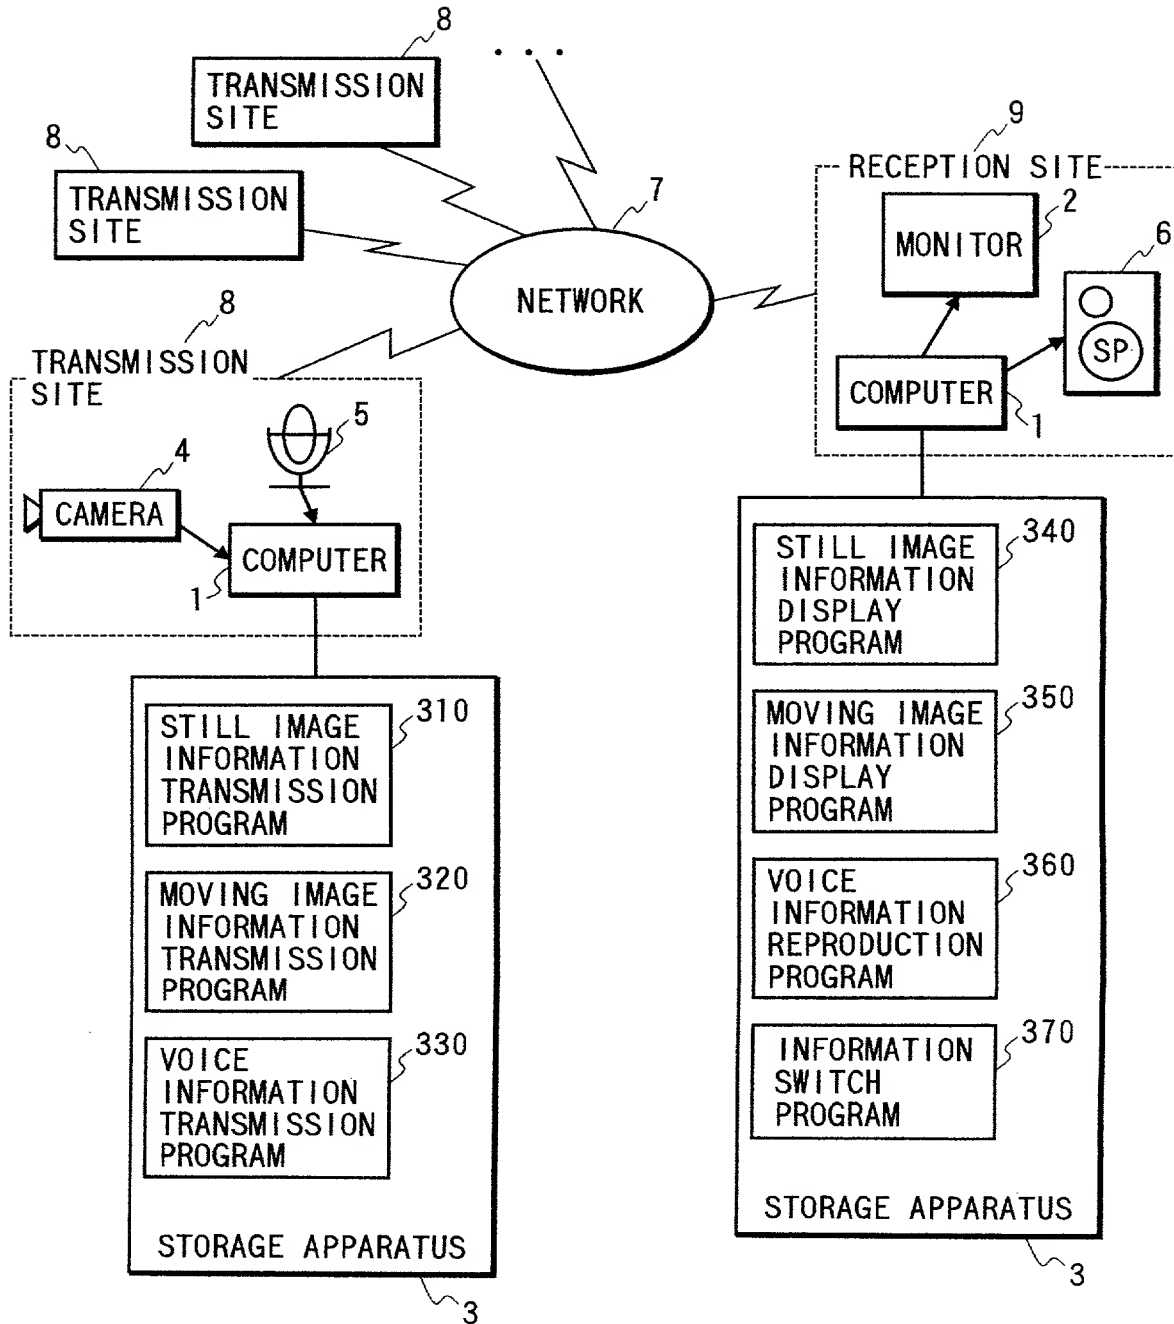 8
. . .
TRANSMISSION
SITE
8
TRANSMISSION
SITE
9
RECEPTION SITE
7
NETWORK
2
MONITOR
6
SP
COMPUTER
1
8
TRANSMISSION
SITE
5
4
CAMERA
COMPUTER
1
310
STILL IMAGE
INFORMATION
TRANSMISSION
PROGRAM
320
MOVING IMAGE
INFORMATION
TRANSMISSION
PROGRAM
330
VOICE
INFORMATION
TRANSMISSION
PROGRAM
STORAGE APPARATUS
3
340
STILL IMAGE
INFORMATION
DISPLAY
PROGRAM
350
MOVING IMAGE
INFORMATION
DISPLAY
PROGRAM
360
VOICE
INFORMATION
REPRODUCTION
PROGRAM
370
INFORMATION
SWITCH
PROGRAM
STORAGE APPARATUS
3